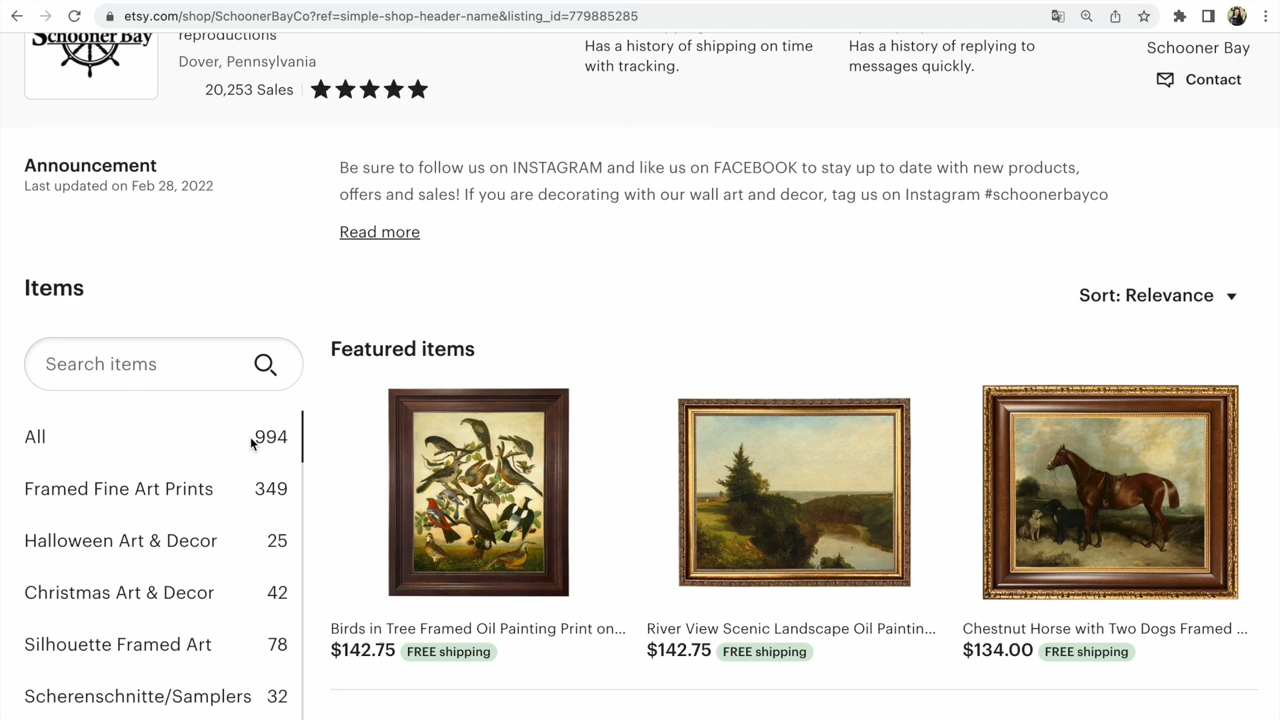 etsy.com/shop/SchoonerBayCo?ref=simple-shop-header-name&listing_id=779885285
Schooner Bay
reproductions
Dover, Pennsylvania
20,253 Sales
Has a history of shipping on time
with tracking.
Has a history of replying to
messages quickly.
Schooner Bay
Contact
Announcement
Last updated on Feb 28, 2022
Be sure to follow us on INSTAGRAM and like us on FACEBOOK to stay up to date with new products,
offers and sales! If you are decorating with our wall art and decor, tag us on Instagram #schoonerbayco
Read more
Items
Sort: Relevance
Search items
All 994
Framed Fine Art Prints 349
Halloween Art & Decor 25
Christmas Art & Decor 42
Silhouette Framed Art 78
Scherenschnitte/Samplers 32
Featured items
Birds in Tree Framed Oil Painting Print on...
$142.75 FREE shipping
River View Scenic Landscape Oil Paintin...
$142.75 FREE shipping
Chestnut Horse with Two Dogs Framed ...
$134.00 FREE shipping